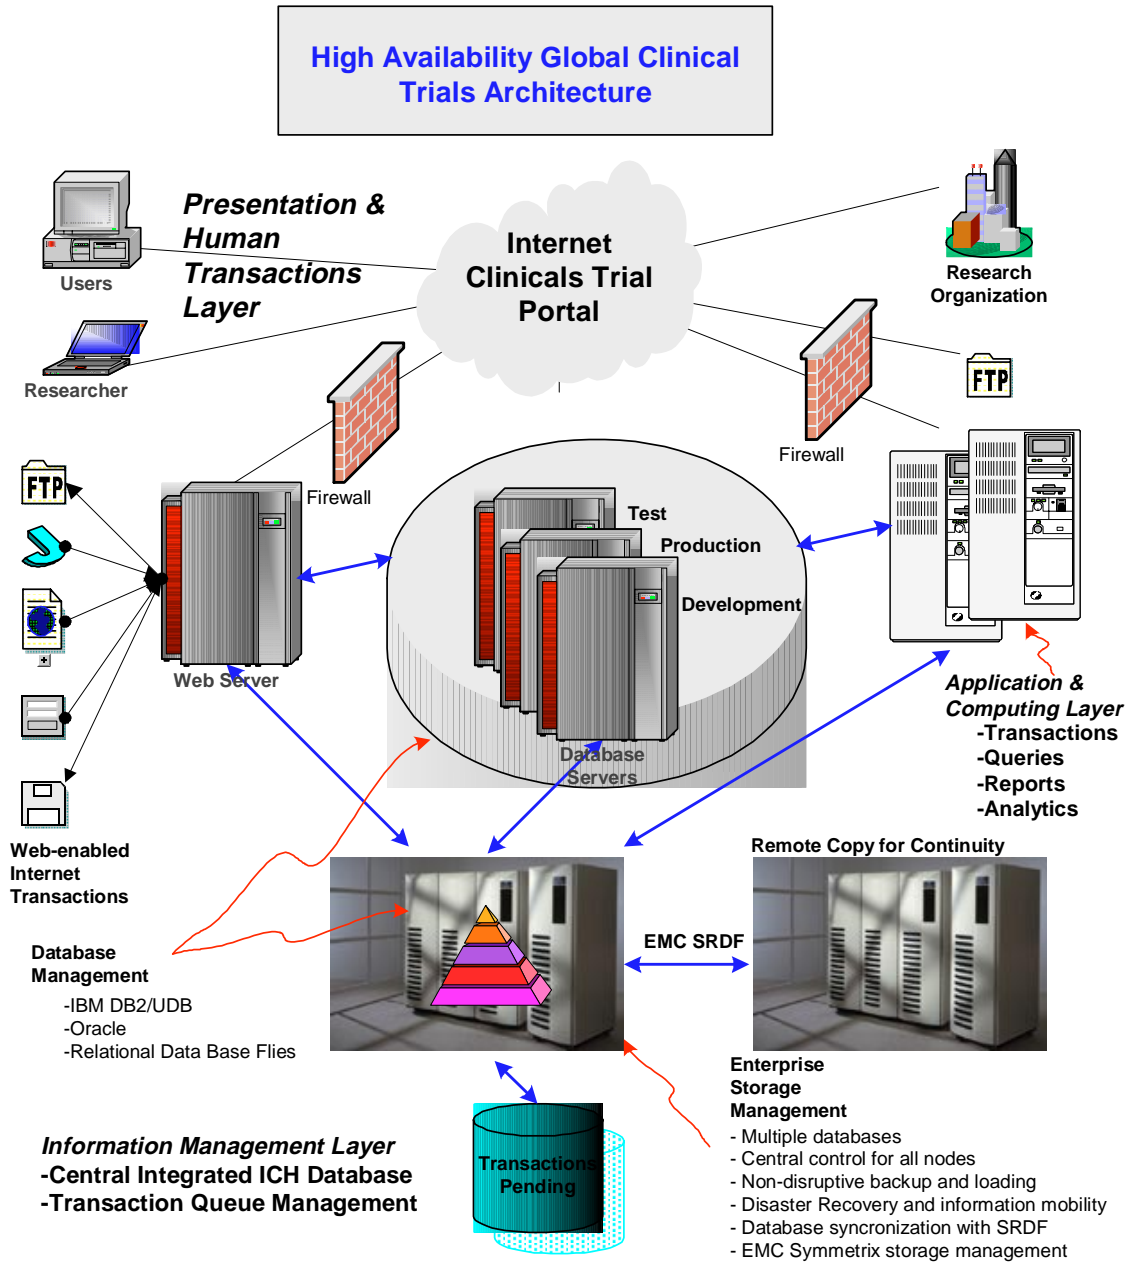 High Availability Global Clinical
Trials Architecture
Presentation &
Human
Transactions
Layer
Users
Researcher
Internet
Clinicals Trial
Portal
Research
Organization
FTP
Firewall
Firewall
FTP
Web Server
Test
Production
Development
Database
Servers
Application &
Computing Layer
-Transactions
-Queries
-Reports
-Analytics
Web-enabled
Internet
Transactions
Remote Copy for Continuity
EMC SRDF
Database
Management
-IBM DB2/UDB
-Oracle
-Relational Data Base Flies
Enterprise
Storage
Management
- Multiple databases
- Central control for all nodes
- Non-disruptive backup and loading
- Disaster Recovery and information mobility
- Database syncronization with SRDF
- EMC Symmetrix storage management
Information Management Layer
-Central Integrated ICH Database
-Transaction Queue Management
Transactions
Pending